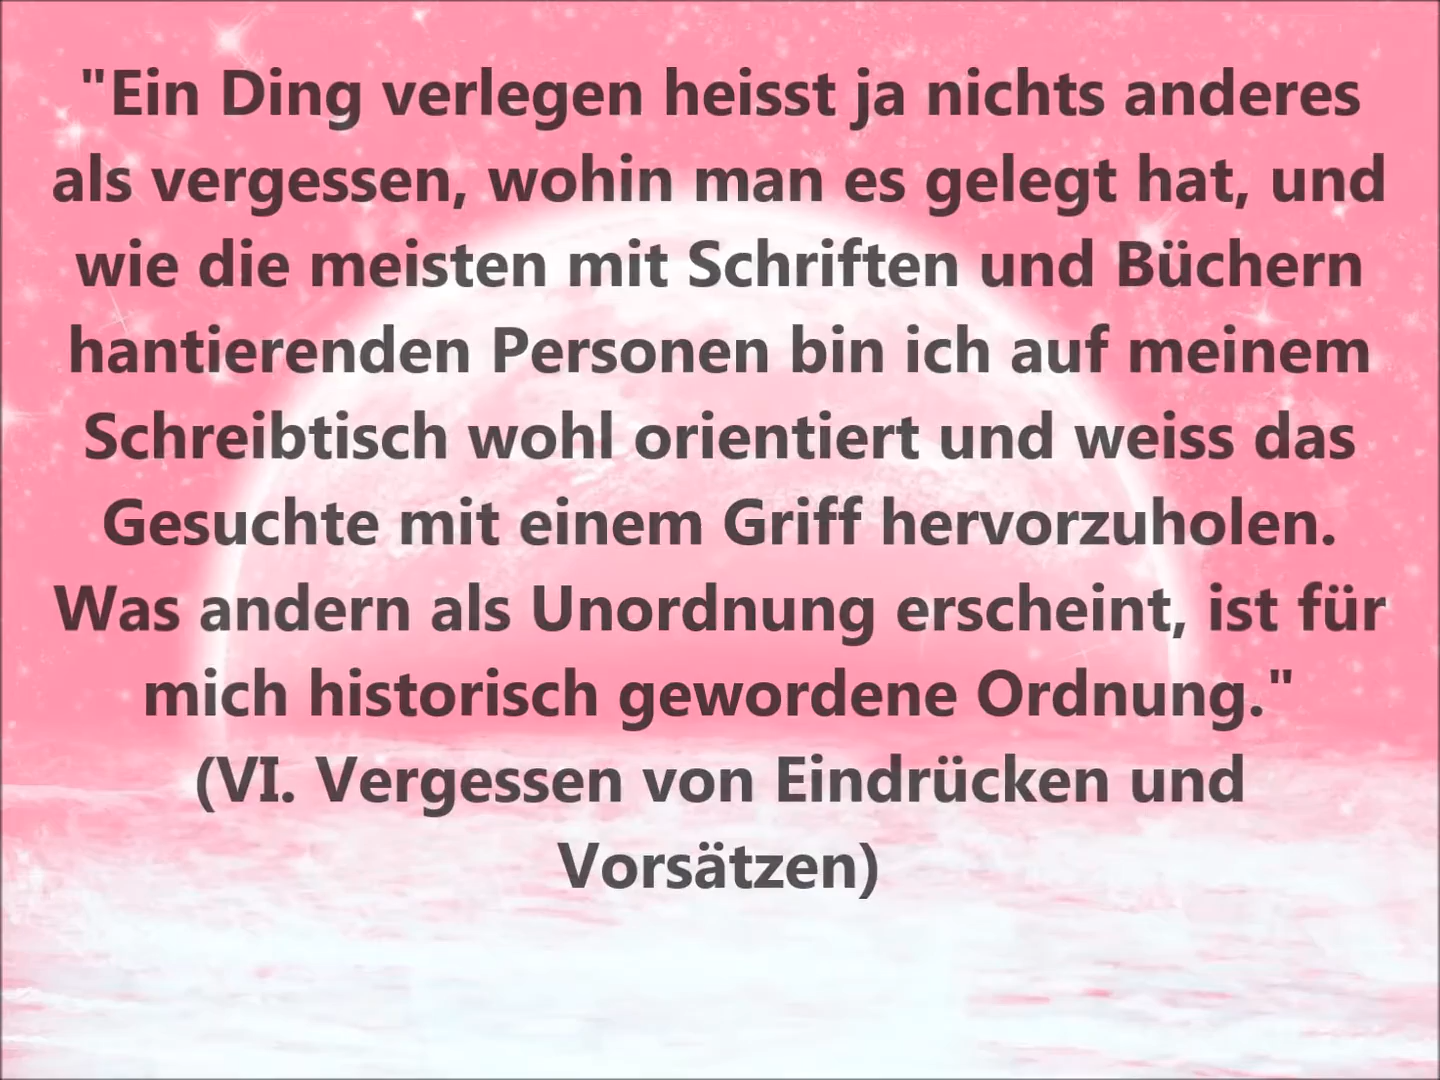 "Ein Ding verlegen heisst ja nichts anderes
als vergessen, wohin man es gelegt hat, und
wie die meisten mit Schriften und Büchern
hantierenden Personen bin ich auf meinem
Schreibtisch wohl orientiert und weiss das
Gesuchte mit einem Griff hervorzuholen.
Was andern als Unordnung erscheint, ist für
mich historisch gewordene Ordnung."
(VI. Vergessen von Eindrücken und
Vorsätzen)